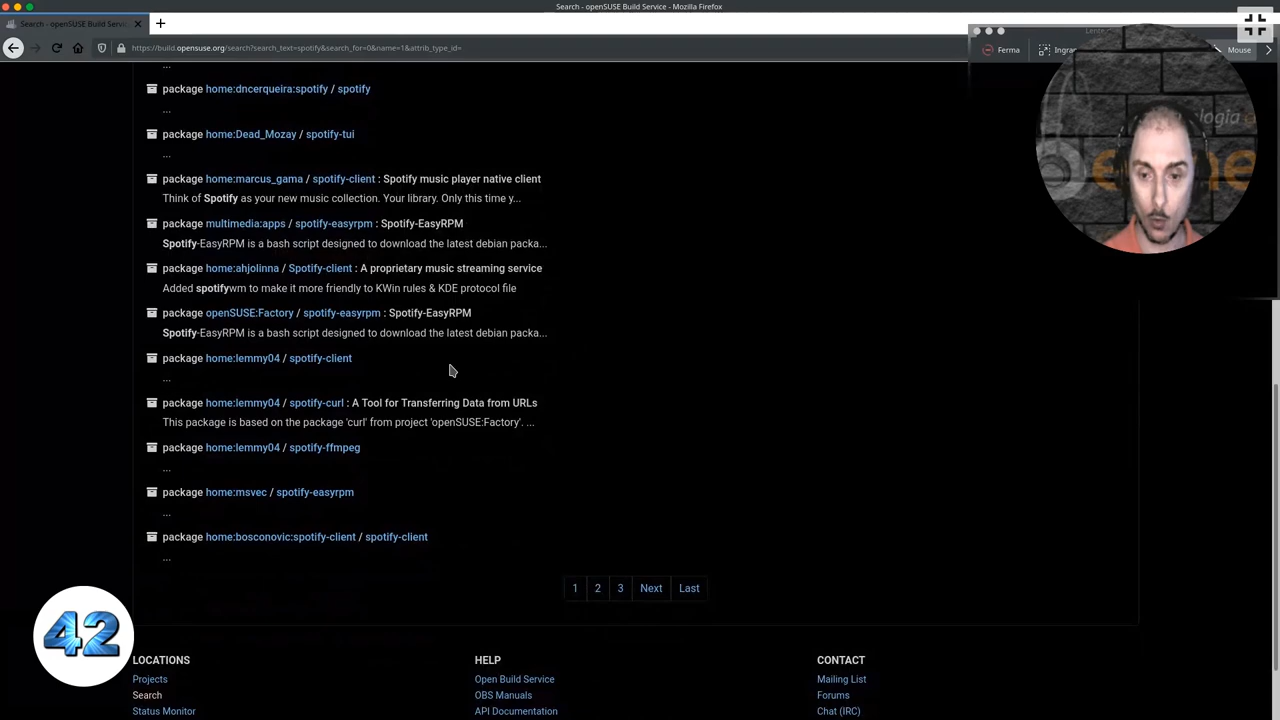 Search - openSUSE Build Service - Mozilla Firefox
Search - openSUSE Build Servic
https://build.opensuse.org/search?search_text=spotify&search_for=0&name=1&attrib_type_id=
Lente
Ferma
Mouse
...
package home:dncerqueira:spotify / spotify
...
package home:Dead_Mozay / spotify-tui
...
package home:marcus_gama / spotify-client : Spotify music player native client
Think of Spotify as your new music collection. Your library. Only this time y...
package multimedia:apps / spotify-easyrpm : Spotify-EasyRPM
Spotify-EasyRPM is a bash script designed to download the latest debian packa...
package home:ahjolinna / Spotify-client : A proprietary music streaming service
Added spotifywm to make it more friendly to KWin rules & KDE protocol file
package openSUSE:Factory / spotify-easyrpm : Spotify-EasyRPM
Spotify-EasyRPM is a bash script designed to download the latest debian packa...
package home:lemmy04 / spotify-client
...
package home:lemmy04 / spotify-curl : A Tool for Transferring Data from URLs
This package is based on the package 'curl' from project 'openSUSE:Factory'. ...
package home:lemmy04 / spotify-ffmpeg
...
package home:msvec / spotify-easyrpm
...
package home:bosconovic:spotify-client / spotify-client
...
1 2 3 Next Last
42
LOCATIONS
Projects
Search
Status Monitor
HELP
Open Build Service
OBS Manuals
API Documentation
CONTACT
Mailing List
Forums
Chat (IRC)